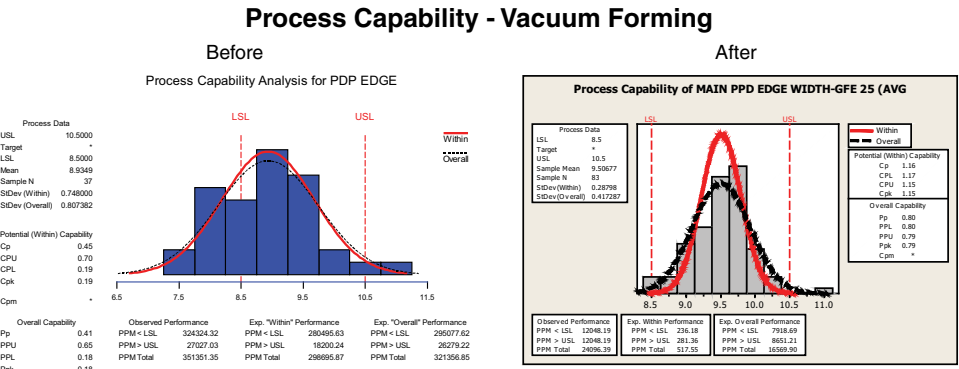 Process Capability - Vacuum Forming
Before
Process Capability Analysis for PDP EDGE
LSL
USL
Process Data
USL 10.5000
Target *
LSL 8.5000
Mean 8.9349
Sample N 37
StDev (Within) 0.748000
StDev (Overall) 0.807382
Within
Overall
Potential (Within) Capability
Cp 0.45
CPU 0.70
CPL 0.19
Cpk 0.19
Cpm *
6.5 7.5 8.5 9.5 10.5 11.5
Overall Capability
Pp 0.41
PPU 0.65
PPL 0.18
Ppk 0.18
Observed Performance
PPM < LSL 324324.32
PPM > USL 27027.03
PPM Total 351351.35
Exp. "Within" Performance
PPM < LSL 280495.63
PPM > USL 18200.24
PPM Total 298695.87
Exp. "Overall" Performance
PPM < LSL 295077.62
PPM > USL 26279.22
PPM Total 321356.85
After
Process Capability of MAIN PPD EDGE WIDTH-GFE 25 (AVG
LSL
USL
Process Data
LSL 8.5
Target *
USL 10.5
Sample Mean 9.50677
Sample N 83
StDev(Within) 0.28798
StDev(Overall) 0.417287
Within
Overall
Potential (Within) Capability
Cp 1.16
CPL 1.17
CPU 1.15
Cpk 1.15
Overall Capability
Pp 0.80
PPL 0.80
PPU 0.79
Ppk 0.79
Cpm *
8.5 9.0 9.5 10.0 10.5 11.0
Observed Performance
PPM < LSL 12048.19
PPM > USL 12048.19
PPM Total 24096.39
Exp. Within Performance
PPM < LSL 236.18
PPM > USL 281.36
PPM Total 517.55
Exp. Overall Performance
PPM < LSL 7918.69
PPM > USL 8651.21
PPM Total 16569.90